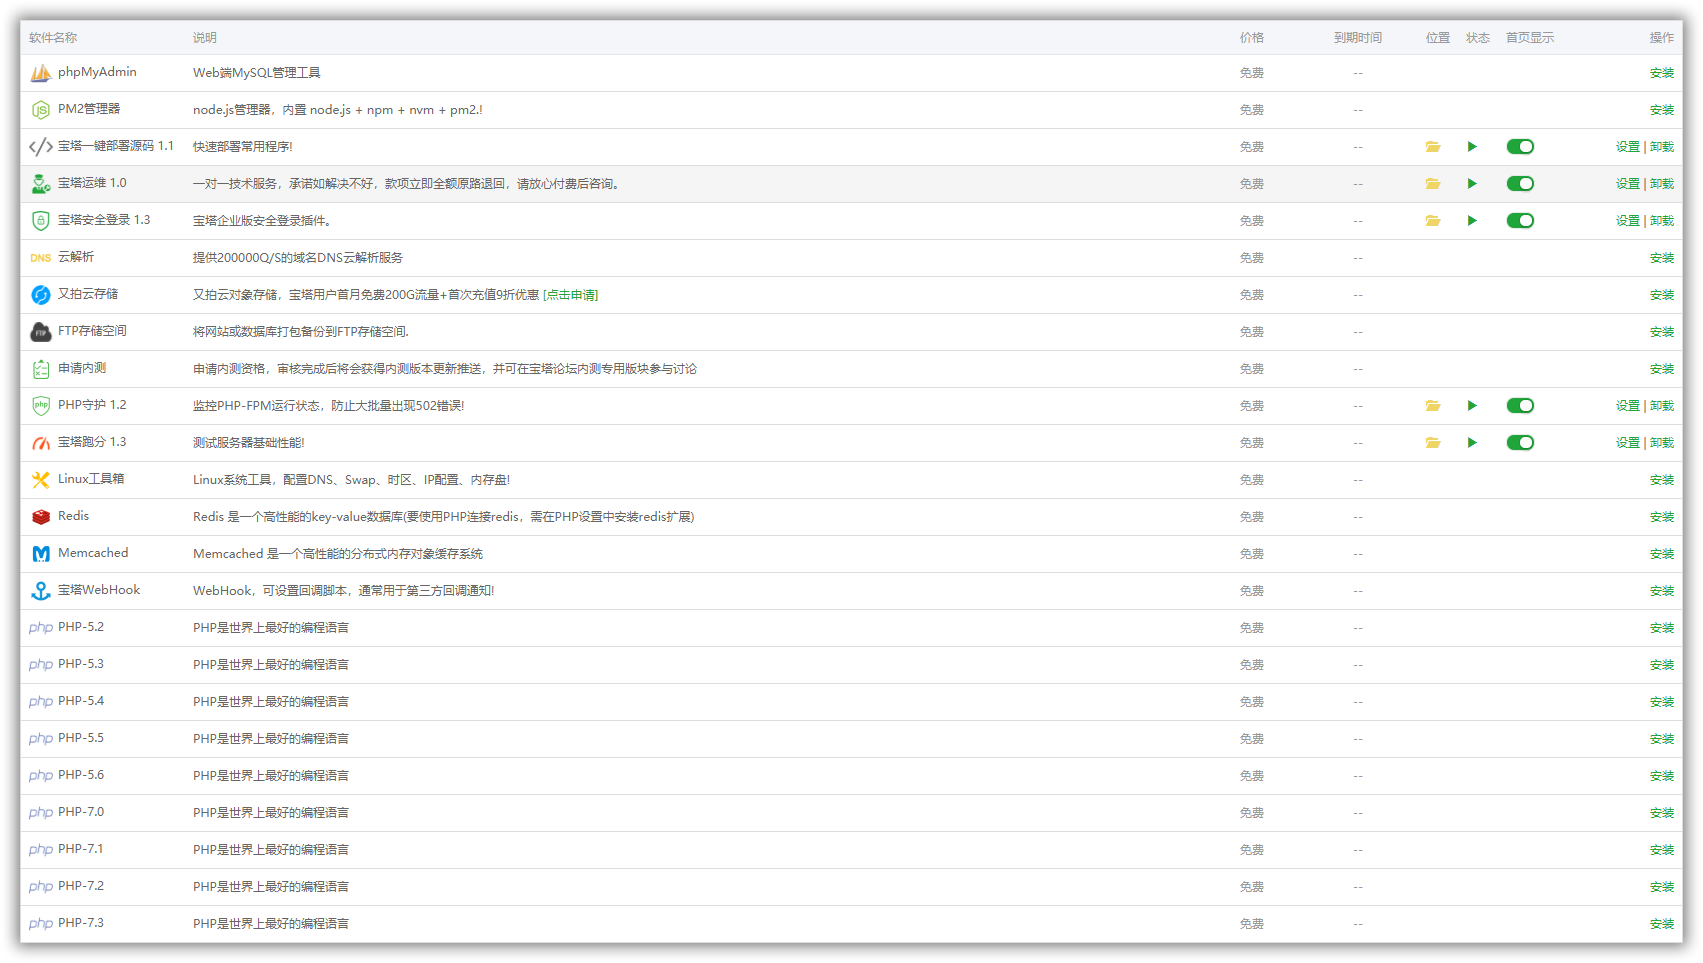 软件名称 说明 价格 到期时间 位置 状态 首页显示 操作
phpMyAdmin Web端MySQL管理工具 免费 -- 安装
PM2管理器 node.js管理器，内置 node.js + npm + nvm + pm2.! 免费 -- 安装
宝塔一键部署源码 1.1 快速部署常用程序! 免费 -- 设置 | 卸载
宝塔运维 1.0 一对一技术服务，承诺如解决不好，款项立即全额原路退回，请放心付费后咨询。 免费 -- 设置 | 卸载
宝塔安全登录 1.3 宝塔企业版安全登录插件。 免费 -- 设置 | 卸载
DNS 云解析 提供200000Q/S的域名DNS云解析服务 免费 -- 安装
又拍云存储 又拍云对象存储，宝塔用户首月免费200G流量+首次充值9折优惠 [点击申请] 免费 -- 安装
FTP FTP存储空间 将网站或数据库打包备份到FTP存储空间. 免费 -- 安装
申请内测 申请内测资格，审核完成后将会获得内测版本更新推送，并可在宝塔论坛内测专用版块参与讨论 免费 -- 安装
php PHP守护 1.2 监控PHP-FPM运行状态，防止大批量出现502错误! 免费 -- 设置 | 卸载
宝塔跑分 1.3 测试服务器基础性能! 免费 -- 设置 | 卸载
Linux工具箱 Linux系统工具，配置DNS、Swap、时区、IP配置、内存盘! 免费 -- 安装
Redis Redis 是一个高性能的key-value数据库(要使用PHP连接redis，需在PHP设置中安装redis扩展) 免费 -- 安装
Memcached Memcached 是一个高性能的分布式内存对象缓存系统 免费 -- 安装
宝塔WebHook WebHook，可设置回调脚本，通常用于第三方回调通知! 免费 -- 安装
php PHP-5.2 PHP是世界上最好的编程语言 免费 -- 安装
php PHP-5.3 PHP是世界上最好的编程语言 免费 -- 安装
php PHP-5.4 PHP是世界上最好的编程语言 免费 -- 安装
php PHP-5.5 PHP是世界上最好的编程语言 免费 -- 安装
php PHP-5.6 PHP是世界上最好的编程语言 免费 -- 安装
php PHP-7.0 PHP是世界上最好的编程语言 免费 -- 安装
php PHP-7.1 PHP是世界上最好的编程语言 免费 -- 安装
php PHP-7.2 PHP是世界上最好的编程语言 免费 -- 安装
php PHP-7.3 PHP是世界上最好的编程语言 免费 -- 安装